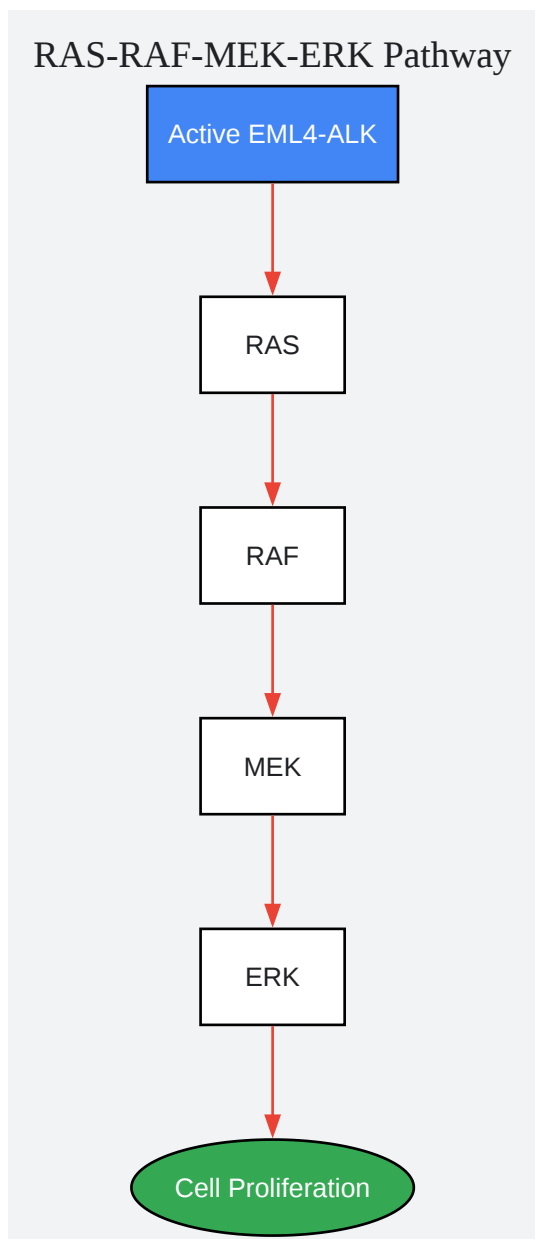 RAS-RAF-MEK-ERK Pathway
Active EML4-ALK
RAS
RAF
MEK
ERK
Cell Proliferation